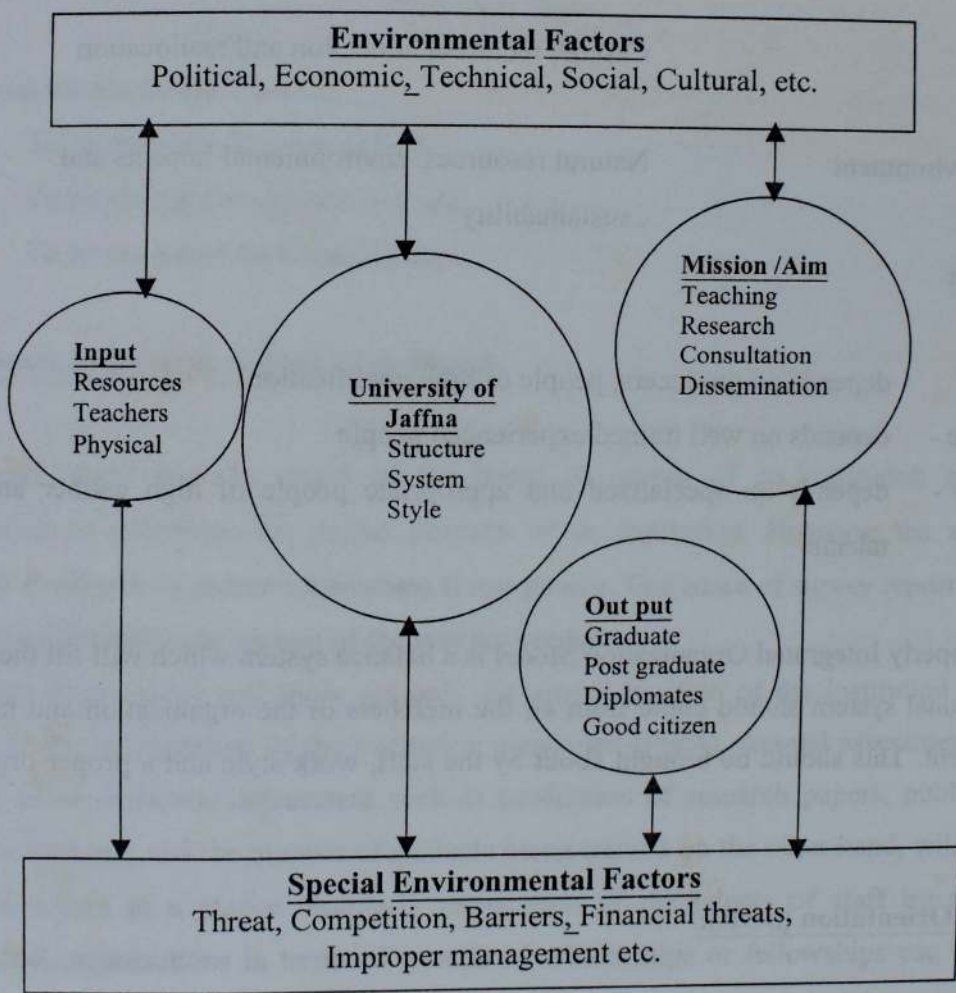 Environmental Factors
Political, Economic, Technical, Social, Cultural, etc.
Input
Resources
Teachers
Physical
University of
Jaffna
Structure
System
Style
Mission /Aim
Teaching
Research
Consultation
Dissemination
Out put
Graduate
Post graduate
Diplomates
Good citizen
Special Environmental Factors
Threat, Competition, Barriers, Financial threats,
Improper management etc.